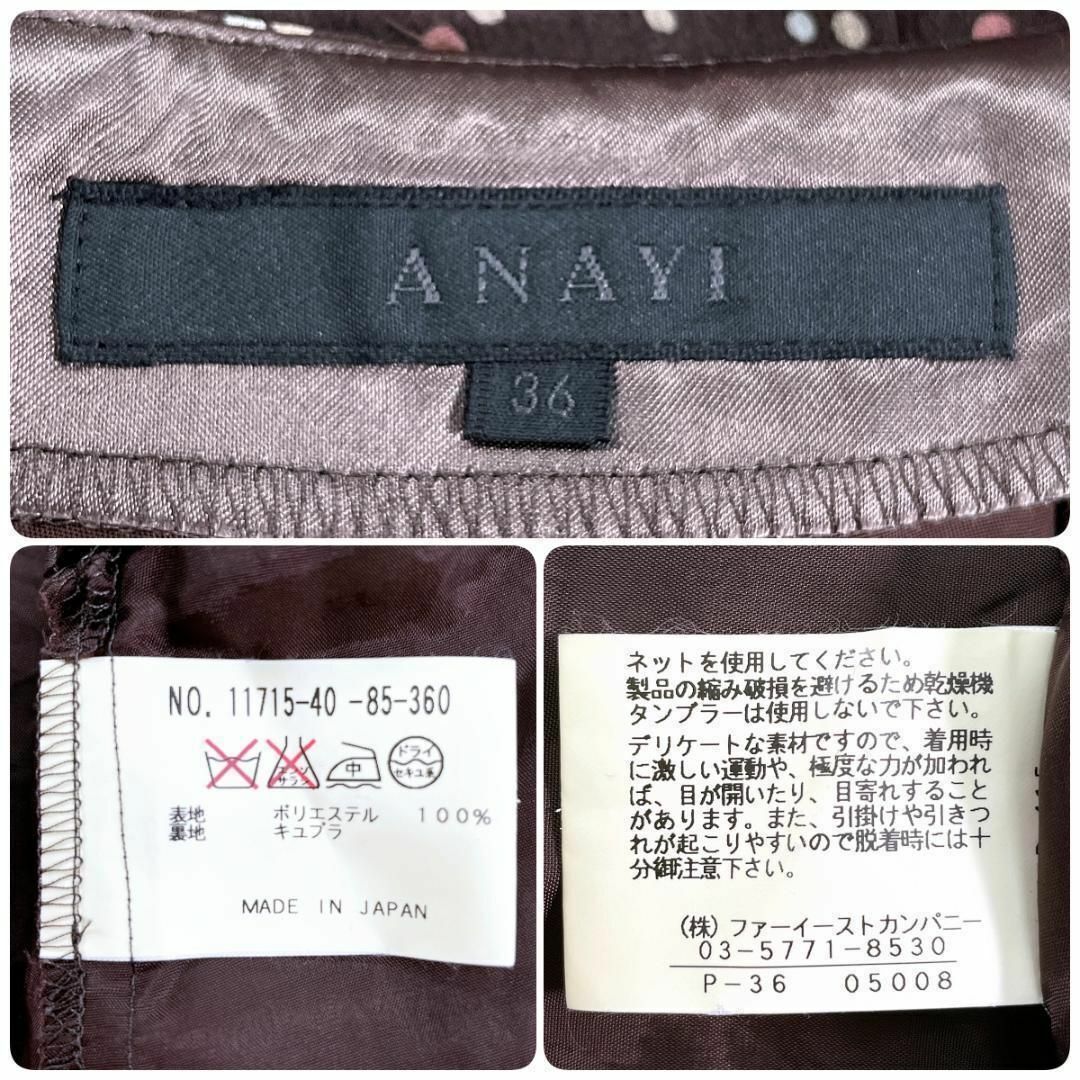 ANAYI
36
NO. 11715-40 -85-360
エンソ サラシ 中 ドライ セキユ系
表地 ポリエステル 100%
裏地 キュプラ
MADE IN JAPAN
ネットを使用してください。
製品の縮み破損を避けるため乾燥機
タンブラーは使用しないで下さい。
デリケートな素材ですので、着用時
に激しい運動や、極度な力が加われ
ば、目が開いたり、目寄れすること
があります。また、引掛けや引きつ
れが起こりやすいので脱着時には十
分御注意下さい。
(株) ファーイーストカンパニー
03-5771-8530
P-36 05008